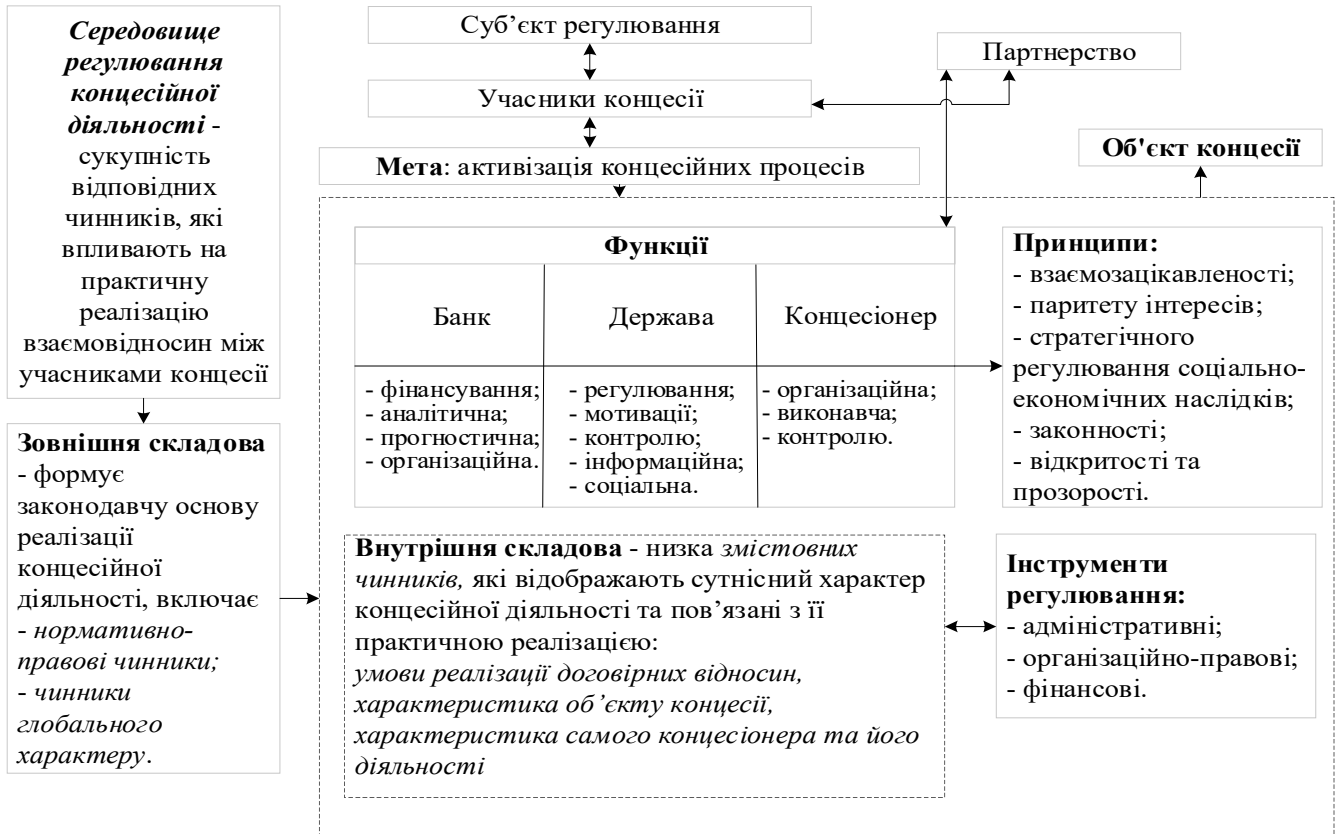 Середовище
регулювання
концесійної
діяльності -
сукупність
відповідних
чинників, які
впливають на
практичну
реалізацію
взаємовідносин між
учасниками концесії
Зовнішня складова
- формує
законодавчу основу
реалізації
концесійної
діяльності, включає
- нормативно-
правові чинники;
- чинники
глобального
характеру.
Суб’єкт регулювання
Учасники концесії
Мета: активізація концесійних процесів
Партнерство
Об'єкт концесії
Функції
Банк
- фінансування;
- аналітична;
- прогностична;
- організаційна.
Держава
- регулювання;
- мотивації;
- контролю;
- інформаційна;
- соціальна.
Концесіонер
- організаційна;
- виконавча;
- контролю.
Принципи:
- взаємозацікавленості;
- паритету інтересів;
- стратегічного
регулювання соціально-
економічних наслідків;
- законності;
- відкритості та
прозорості.
Внутрішня складова - низка змістовних
чинників, які відображають сутнісний характер
концесійної діяльності та пов’язані з її
практичною реалізацією:
умови реалізації договірних відносин,
характеристика об’єкту концесії,
характеристика самого концесіонера та його
діяльності
Інструменти
регулювання:
- адміністративні;
- організаційно-правові;
- фінансові.